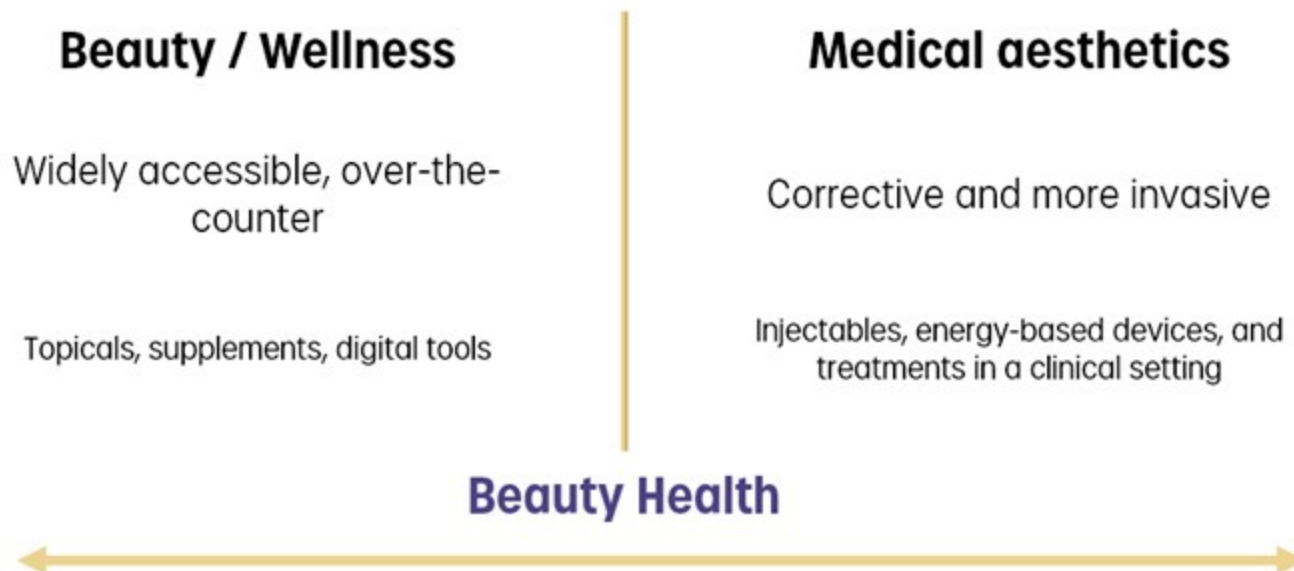 Beauty / Wellness
Widely accessible, over-the-
counter
Topicals, supplements, digital tools
Medical aesthetics
Corrective and more invasive
Injectables, energy-based devices, and
treatments in a clinical setting
Beauty Health